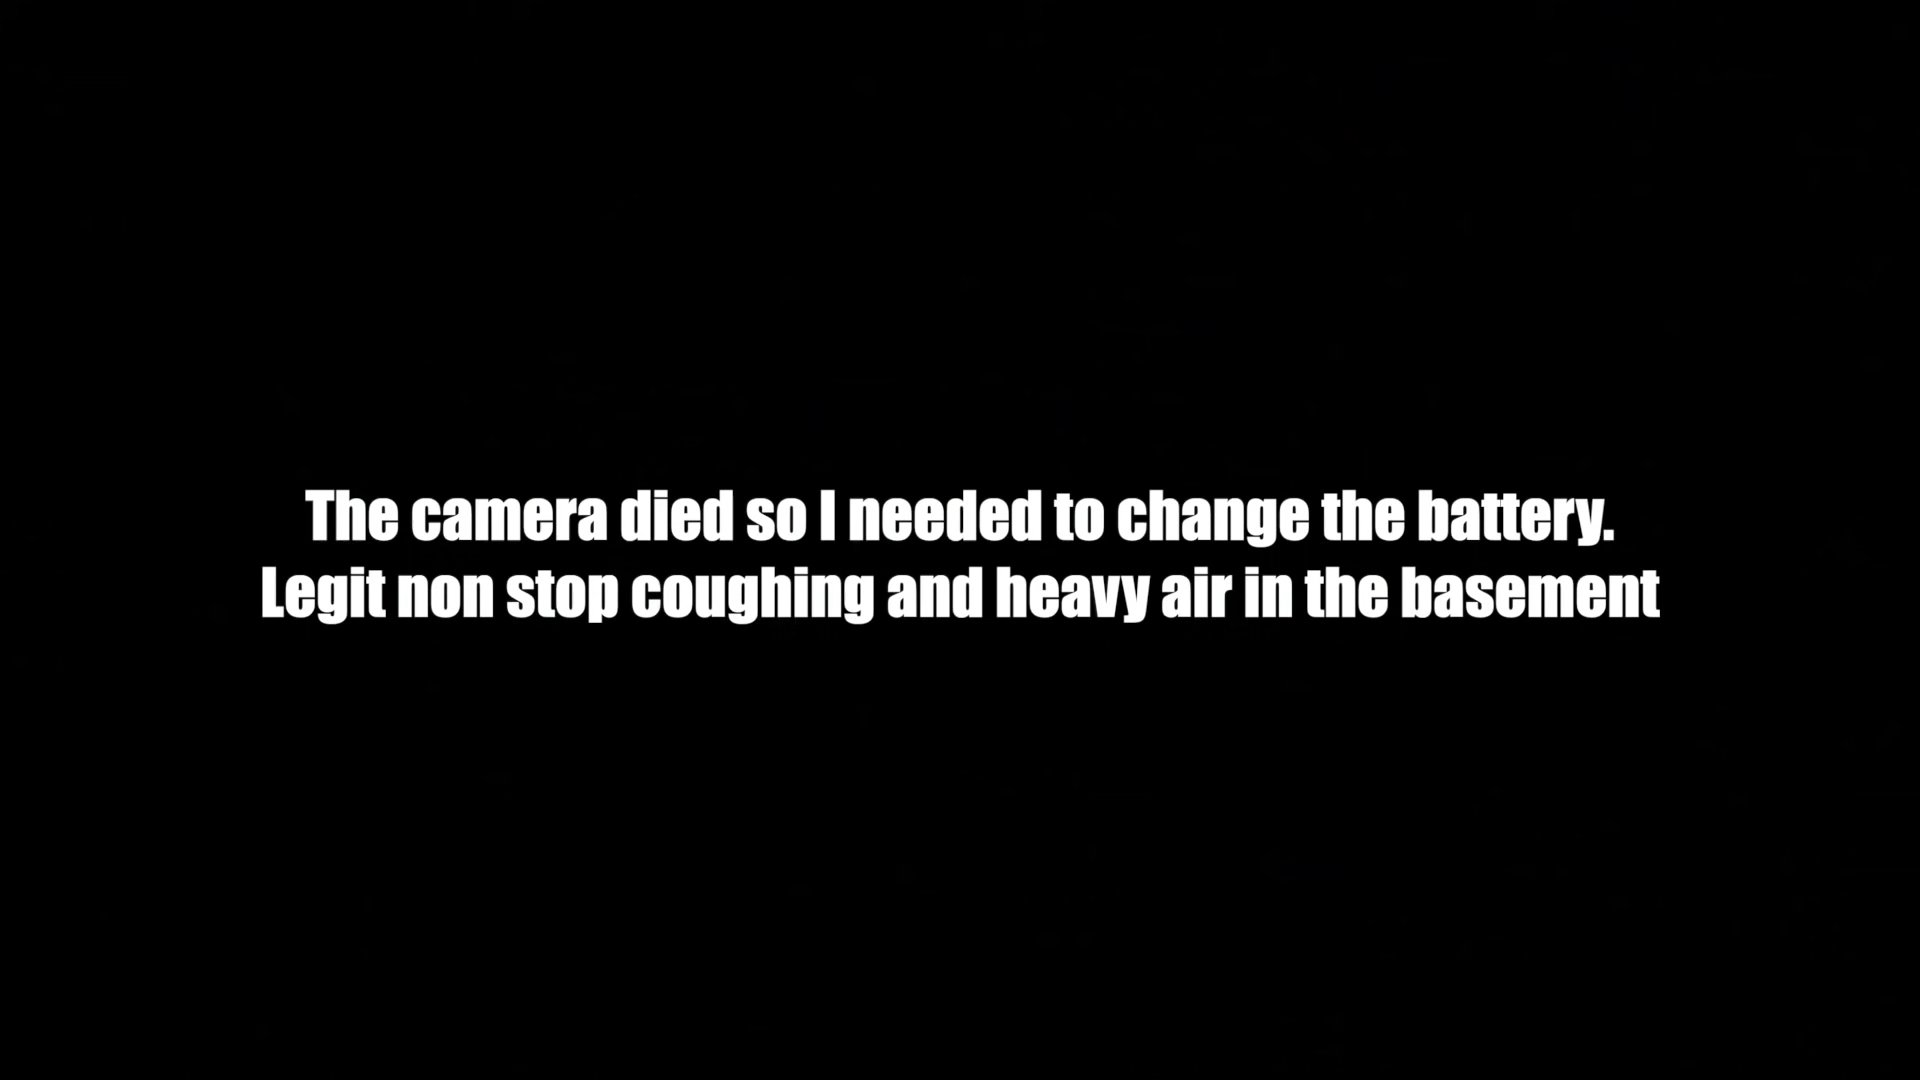 The camera died so I needed to change the battery.
Legit non stop coughing and heavy air in the basement